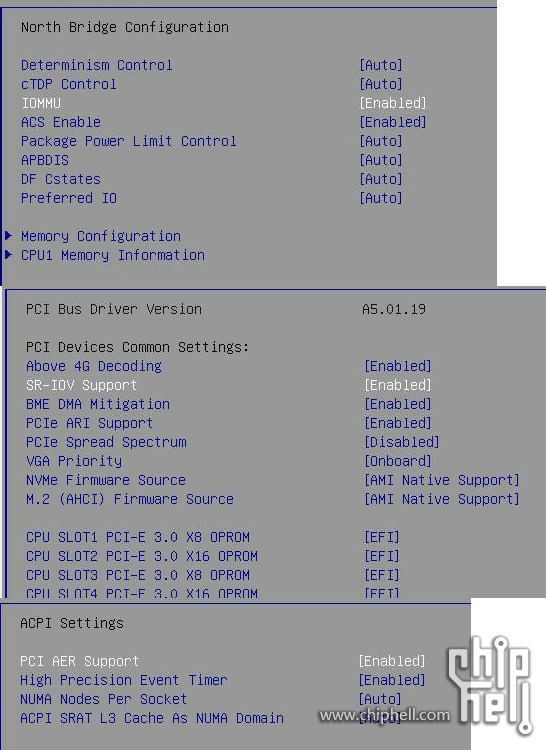 North Bridge Configuration
Determinism Control [Auto]
cTDP Control [Auto]
IOMMU [Enabled]
ACS Enable [Enabled]
Package Power Limit Control [Auto]
APBDIS [Auto]
DF Cstates [Auto]
Preferred IO [Auto]
Memory Configuration
CPU1 Memory Information
PCI Bus Driver Version A5.01.19
PCI Devices Common Settings:
Above 4G Decoding [Enabled]
SR-IOV Support [Enabled]
BME DMA Mitigation [Enabled]
PCIe ARI Support [Enabled]
PCIe Spread Spectrum [Disabled]
VGA Priority [Onboard]
NVMe Firmware Source [AMI Native Support]
M.2 (AHCI) Firmware Source [AMI Native Support]
CPU SLOT1 PCI-E 3.0 X8 OPROM [EFI]
CPU SLOT2 PCI-E 3.0 X16 OPROM [EFI]
CPU SLOT3 PCI-E 3.0 X8 OPROM [EFI]
CPU SLOT4 PCI-E 3.0 X16 OPROM [EFI]
ACPI Settings
PCI AER Support [Enabled]
High Precision Event Timer [Enabled]
NUMA Nodes Per Socket [Auto]
ACPI SRAT L3 Cache As NUMA Domain [Auto]
www.chiphell.com
chip
hell